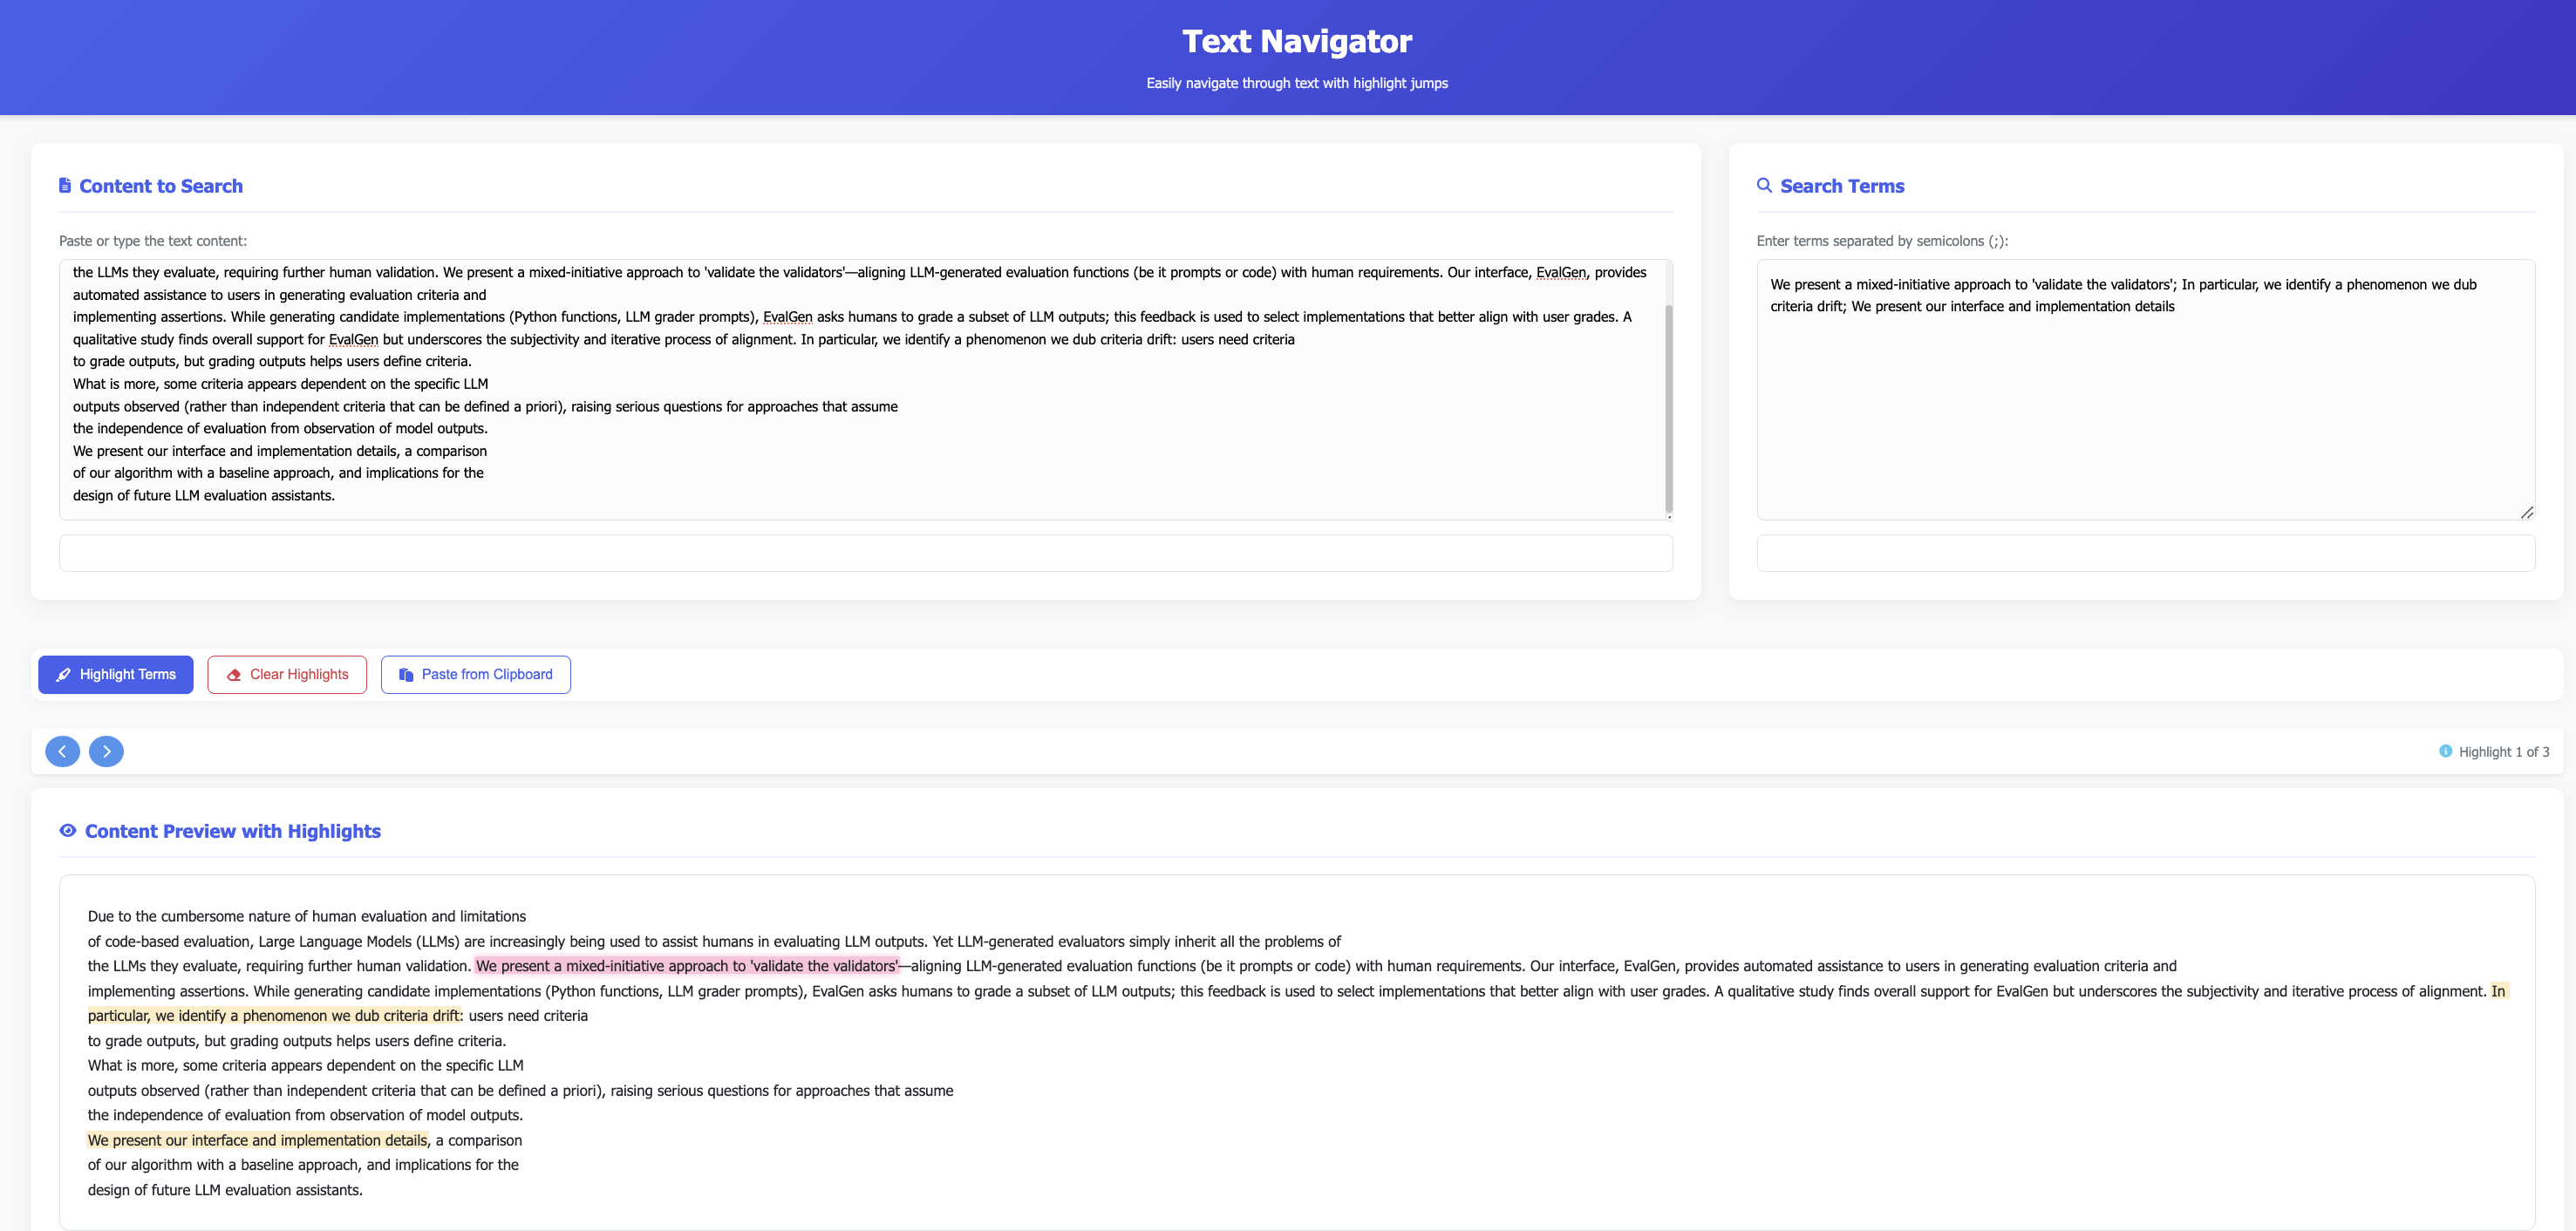 Text Navigator
Easily navigate through text with highlight jumps
Content to Search
Paste or type the text content:
the LLMs they evaluate, requiring further human validation. We present a mixed-initiative approach to 'validate the validators'—aligning LLM-generated evaluation functions (be it prompts or code) with human requirements. Our interface, EvalGen, provides
automated assistance to users in generating evaluation criteria and
implementing assertions. While generating candidate implementations (Python functions, LLM grader prompts), EvalGen asks humans to grade a subset of LLM outputs; this feedback is used to select implementations that better align with user grades. A
qualitative study finds overall support for EvalGen but underscores the subjectivity and iterative process of alignment. In particular, we identify a phenomenon we dub criteria drift: users need criteria
to grade outputs, but grading outputs helps users define criteria.
What is more, some criteria appears dependent on the specific LLM
outputs observed (rather than independent criteria that can be defined a priori), raising serious questions for approaches that assume
the independence of evaluation from observation of model outputs.
We present our interface and implementation details, a comparison
of our algorithm with a baseline approach, and implications for the
design of future LLM evaluation assistants.
Search Terms
Enter terms separated by semicolons (;):
We present a mixed-initiative approach to 'validate the validators'; In particular, we identify a phenomenon we dub
criteria drift; We present our interface and implementation details
Highlight Terms
Clear Highlights
Paste from Clipboard
Highlight 1 of 3
Content Preview with Highlights
Due to the cumbersome nature of human evaluation and limitations
of code-based evaluation, Large Language Models (LLMs) are increasingly being used to assist humans in evaluating LLM outputs. Yet LLM-generated evaluators simply inherit all the problems of
the LLMs they evaluate, requiring further human validation. We present a mixed-initiative approach to 'validate the validators'—aligning LLM-generated evaluation functions (be it prompts or code) with human requirements. Our interface, EvalGen, provides automated assistance to users in generating evaluation criteria and
implementing assertions. While generating candidate implementations (Python functions, LLM grader prompts), EvalGen asks humans to grade a subset of LLM outputs; this feedback is used to select implementations that better align with user grades. A qualitative study finds overall support for EvalGen but underscores the subjectivity and iterative process of alignment. In
particular, we identify a phenomenon we dub criteria drift: users need criteria
to grade outputs, but grading outputs helps users define criteria.
What is more, some criteria appears dependent on the specific LLM
outputs observed (rather than independent criteria that can be defined a priori), raising serious questions for approaches that assume
the independence of evaluation from observation of model outputs.
We present our interface and implementation details, a comparison
of our algorithm with a baseline approach, and implications for the
design of future LLM evaluation assistants.